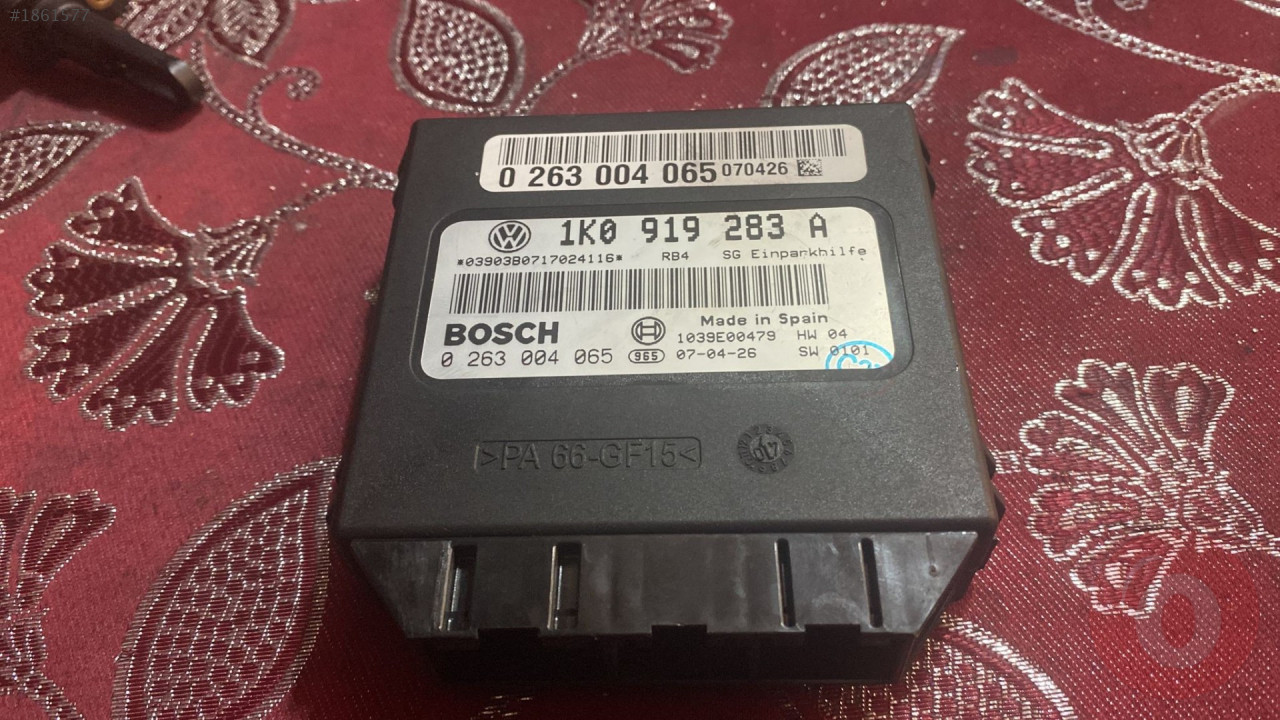 #1861577
0 263 004 065 070426
1K0 919 283 A
*03903B0717024116* RB4 SG Einparkhilfe
BOSCH
Made in Spain
1039E00479 HW 04
0 263 004 065 965 07-04-26 SW 0101
>PA 66-GF15<